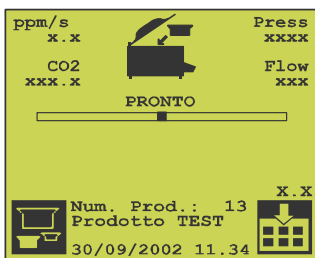 ppm/s Press
x.x xxxx
CO2 Flow
xxx.x xxx
PRONTO
x.x
Num. Prod.: 13
Prodotto TEST
30/09/2002 11.34